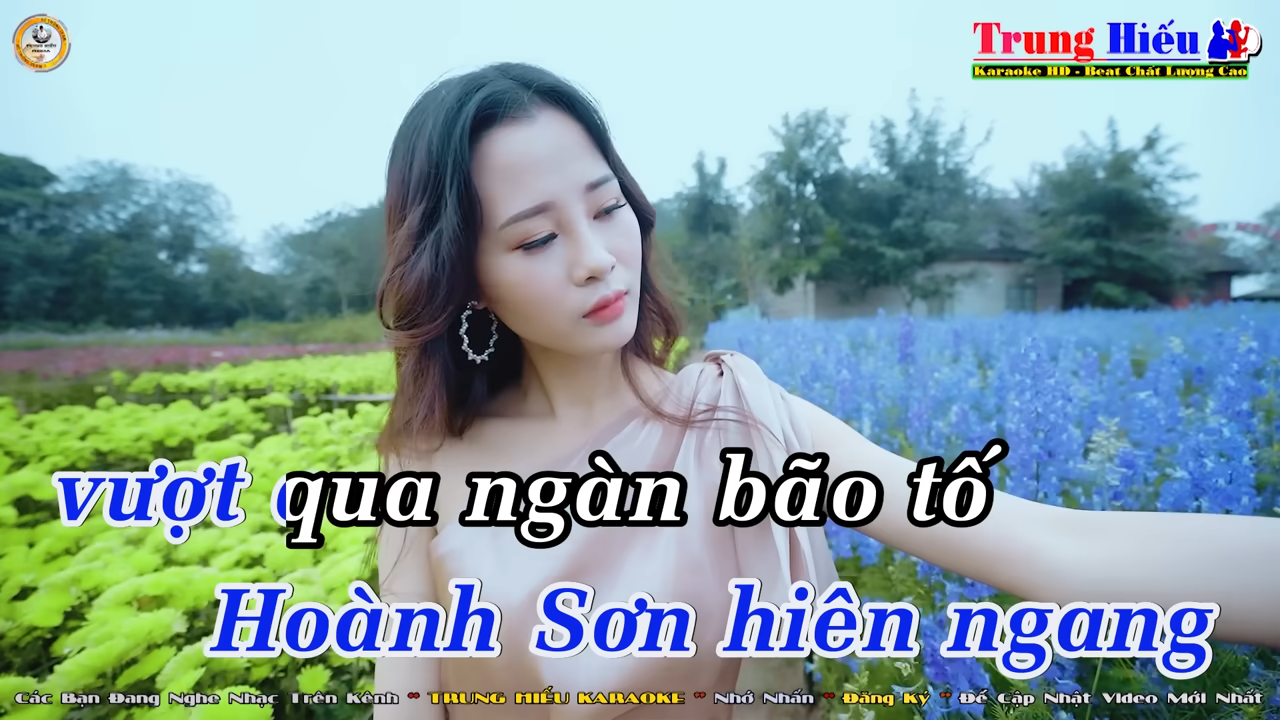 Trung Hiếu
Karaoke HD - Beat Chất Lượng Cao
vượt qua ngàn bão tố
Hoành Sơn hiên ngang
Các Bạn Đang Nghe Nhạc Trên Kênh " TRUNG HIẾU KARAOKE " Nhớ Nhấn " Đăng Ký " Để Cập Nhật Video Mới Nhất